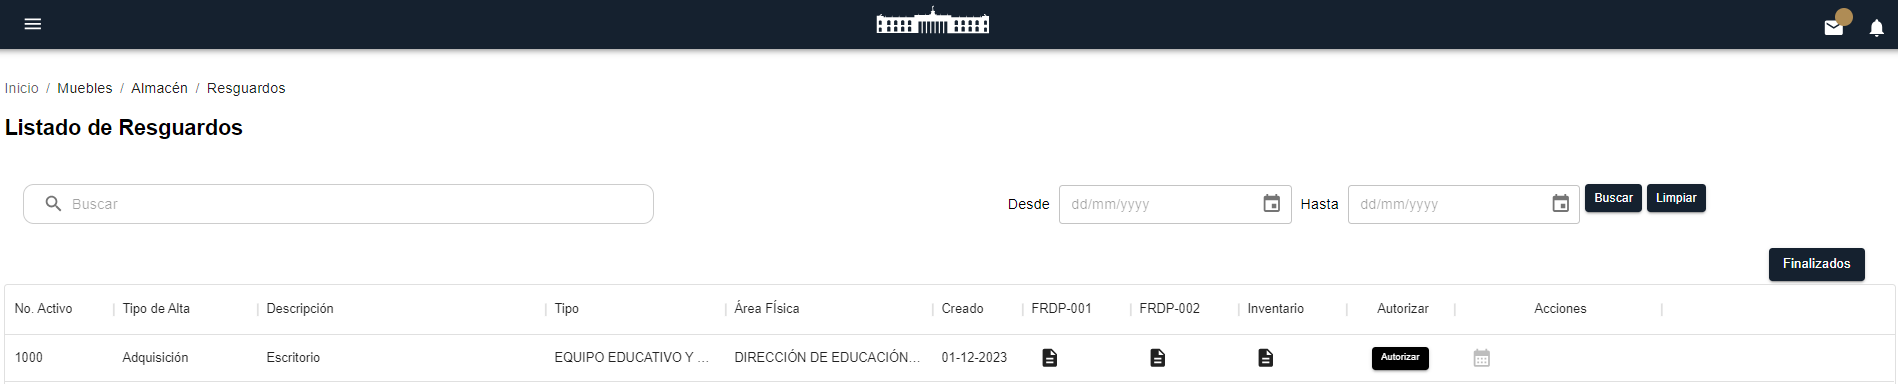 Inicio / Muebles / Almacén / Resguardos
Listado de Resguardos
Buscar Desde dd/mm/yyyy Hasta dd/mm/yyyy Buscar Limpiar
Finalizados
No. Activo Tipo de Alta Descripción Tipo Área FÍsica Creado FRDP-001 FRDP-002 Inventario Autorizar Acciones
1000 Adquisición Escritorio EQUIPO EDUCATIVO Y ... DIRECCIÓN DE EDUCACIÓN... 01-12-2023 Autorizar